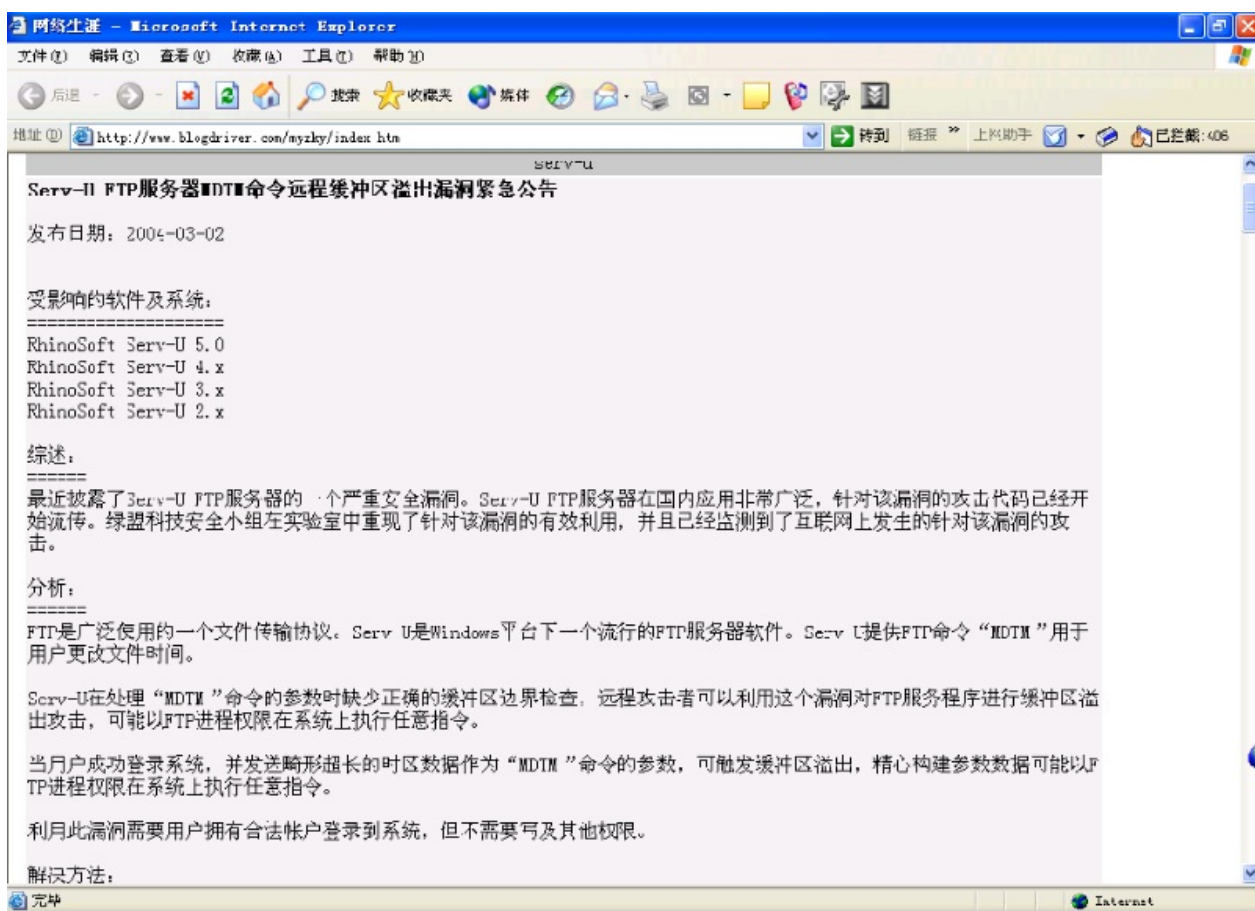 网络生涯 - Microsoft Internet Explorer
文件(F) 编辑(E) 查看(V) 收藏(A) 工具(T) 帮助(H)
后退 搜索 收藏夹 媒体
地址(D) http://www.blogdriver.com/myzky/index.htm 转到 链接 » 上网助手 已拦截:406
serv-u
Serv-U FTP服务器MDTM命令远程缓冲区溢出漏洞紧急公告
发布日期：2004-03-02
受影响的软件及系统：
====================
RhinoSoft Serv-U 5.0
RhinoSoft Serv-U 4.x
RhinoSoft Serv-U 3.x
RhinoSoft Serv-U 2.x
综述：
======
最近披露了Serv-U FTP服务器的一个严重安全漏洞。Serv-U FTP服务器在国内应用非常广泛，针对该漏洞的攻击代码已经开
始流传。绿盟科技安全小组在实验室中重现了针对该漏洞的有效利用，并且已经监测到了互联网上发生的针对该漏洞的攻
击。
分析：
======
FTP是广泛使用的一个文件传输协议。Serv-U是Windows平台下一个流行的FTP服务器软件。Serv-U提供FTP命令“MDTM ”用于
用户更改文件时间。
Serv-U在处理“MDTM ”命令的参数时缺少正确的缓冲区边界检查，远程攻击者可以利用这个漏洞对FTP服务程序进行缓冲区溢
出攻击，可能以FTP进程权限在系统上执行任意指令。
当用户成功登录系统，并发送畸形超长的时区数据作为“MDTM ”命令的参数，可触发缓冲区溢出，精心构建参数数据可能以F
TP进程权限在系统上执行任意指令。
利用此漏洞需要用户拥有合法帐户登录到系统，但不需要写及其他权限。
解决方法：
完毕 Internet